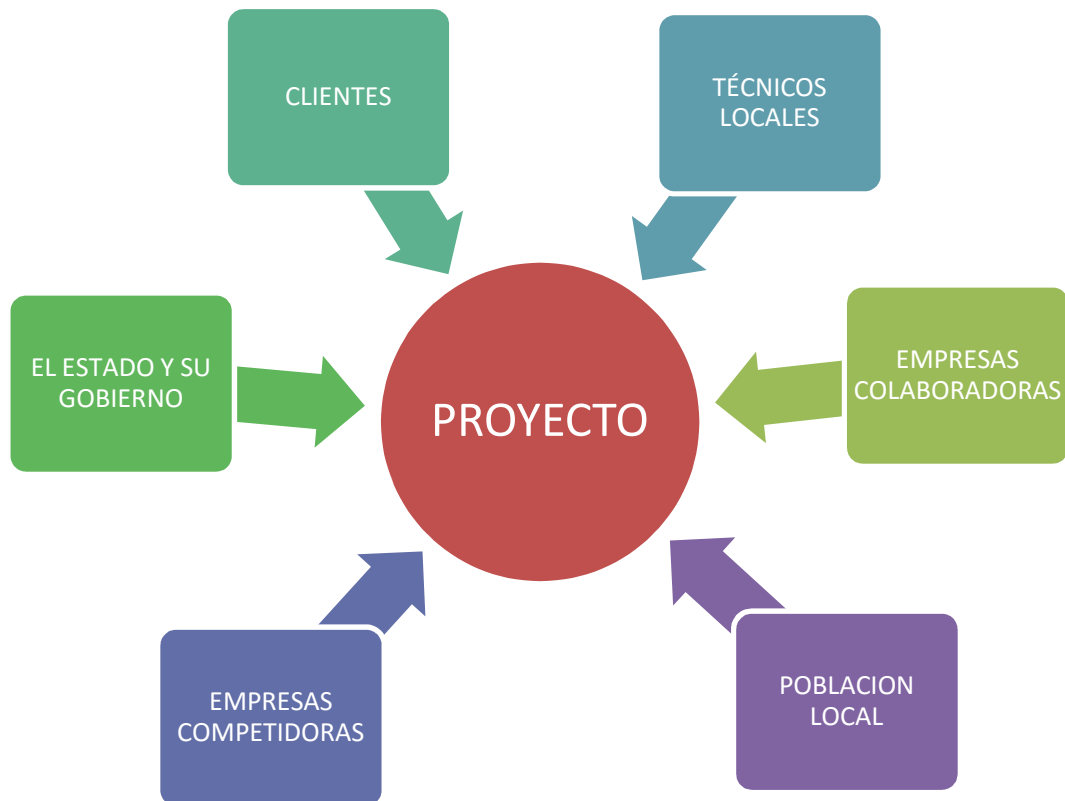 CLIENTES
TÉCNICOS
LOCALES
EL ESTADO Y SU
GOBIERNO
PROYECTO
EMPRESAS
COLABORADORAS
EMPRESAS
COMPETIDORAS
POBLACION
LOCAL